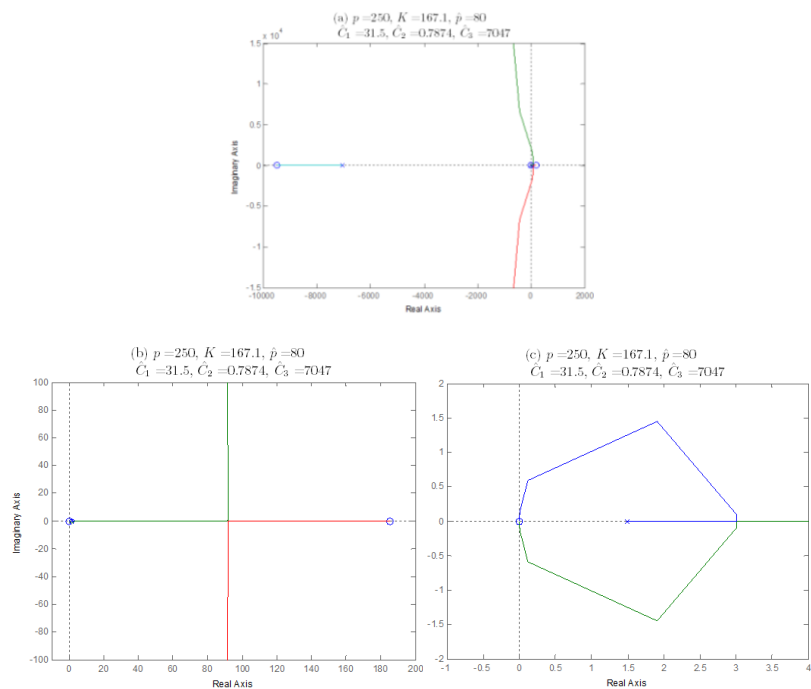 (a) p =250, K =167.1, p̂ =80
Ĉ₁ =31.5, Ĉ₂ =0.7874, Ĉ₃ =7047
x 10⁴
1.5
1
0.5
0
-0.5
-1
-1.5
Imaginary Axis
-10000 -8000 -6000 -4000 -2000 0 2000
Real Axis
(b) p =250, K =167.1, p̂ =80
Ĉ₁ =31.5, Ĉ₂ =0.7874, Ĉ₃ =7047
100
80
60
40
20
0
-20
-40
-60
-80
-100
Imaginary Axis
0 20 40 60 80 100 120 140 160 180 200
Real Axis
(c) p =250, K =167.1, p̂ =80
Ĉ₁ =31.5, Ĉ₂ =0.7874, Ĉ₃ =7047
2
1.5
1
0.5
0
-0.5
-1
-1.5
-2
-1 -0.5 0 0.5 1 1.5 2 2.5 3 3.5 4
Real Axis